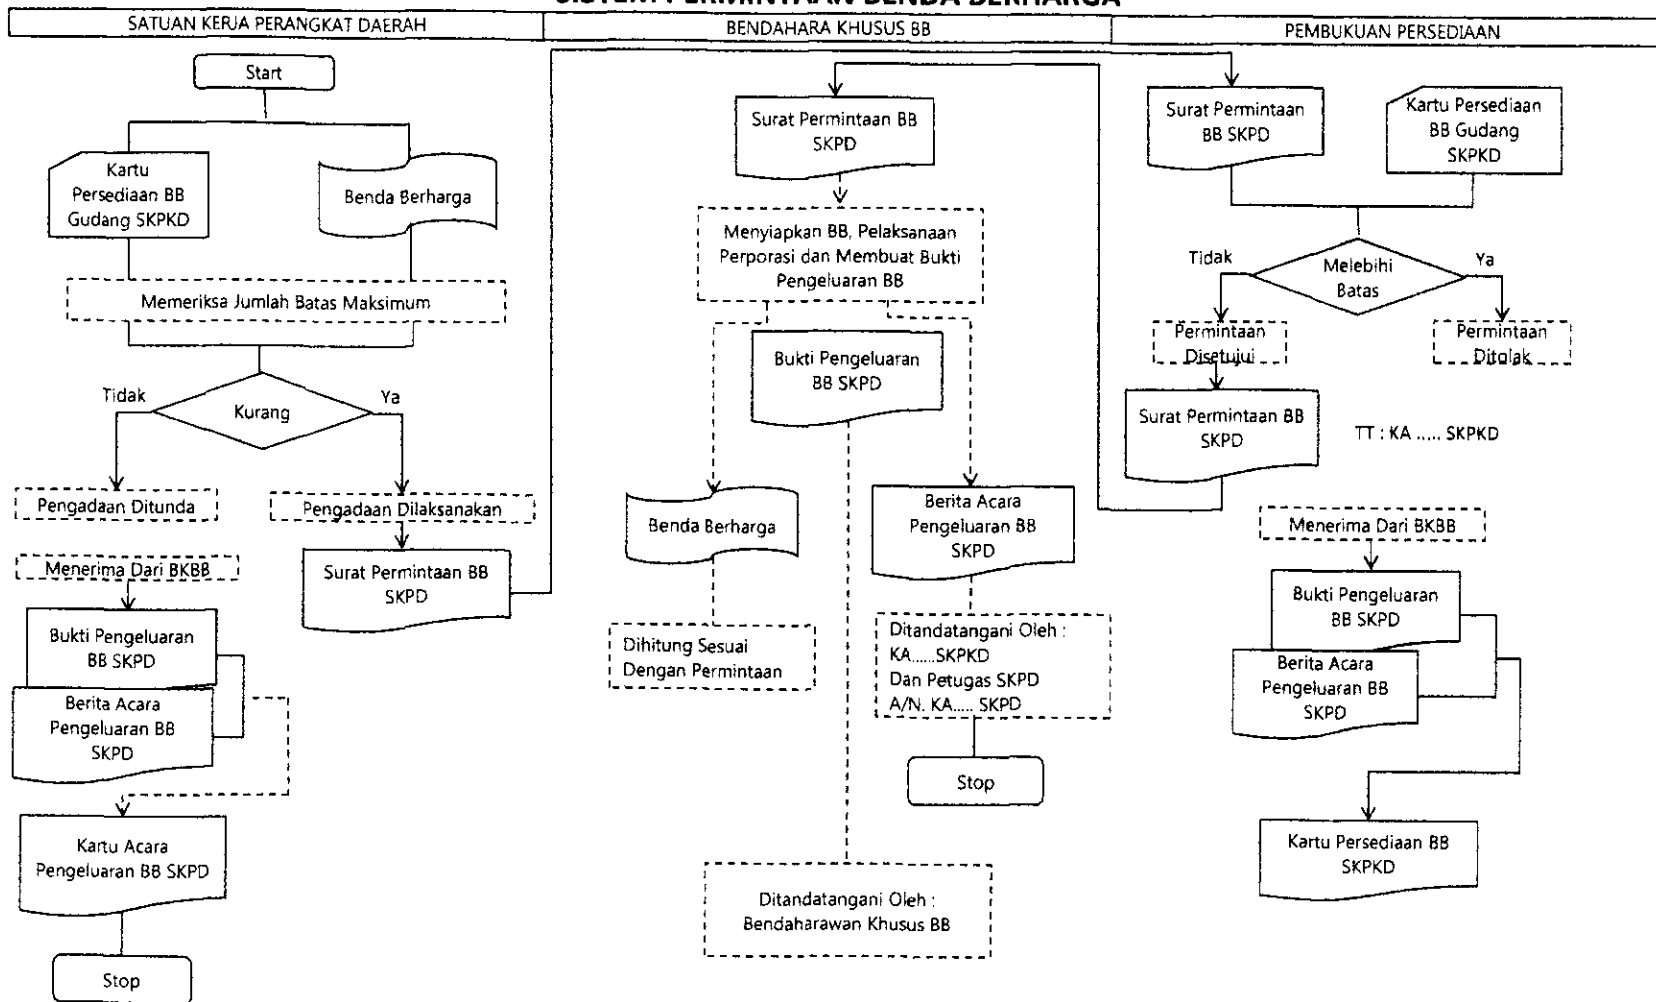 SISTEM PERMINTAAN BENDA BERHARGA
SATUAN KERJA PERANGKAT DAERAH
BENDAHARA KHUSUS BB
PEMBUKUAN PERSEDIAAN
Start
Kartu
Persediaan BB
Gudang SKPKD
Benda Berharga
Memeriksa Jumlah Batas Maksimum
Tidak
Kurang
Ya
Pengadaan Ditunda
Pengadaan Dilaksanakan
Surat Permintaan BB
SKPD
Menerima Dari BKBB
Bukti Pengeluaran
BB SKPD
Berita Acara
Pengeluaran BB
SKPD
Kartu Acara
Pengeluaran BB SKPD
Stop
Surat Permintaan BB
SKPD
Menyiapkan BB, Pelaksanaan
Perporasi dan Membuat Bukti
Pengeluaran BB
Bukti Pengeluaran
BB SKPD
Benda Berharga
Berita Acara
Pengeluaran BB
SKPD
Dihitung Sesuai
Dengan Permintaan
Ditandatangani Oleh :
KA.....SKPKD
Dan Petugas SKPD
A/N. KA..... SKPD
Stop
Ditandatangani Oleh :
Bendaharawan Khusus BB
Surat Permintaan
BB SKPD
Kartu Persediaan
BB Gudang
SKPKD
Tidak
Melebihi
Batas
Ya
Permintaan
Disetujui
Permintaan
Ditolak
Surat Permintaan BB
SKPD
TT : KA ..... SKPKD
Menerima Dari BKBB
Bukti Pengeluaran
BB SKPD
Berita Acara
Pengeluaran BB
SKPD
Kartu Persediaan BB
SKPKD